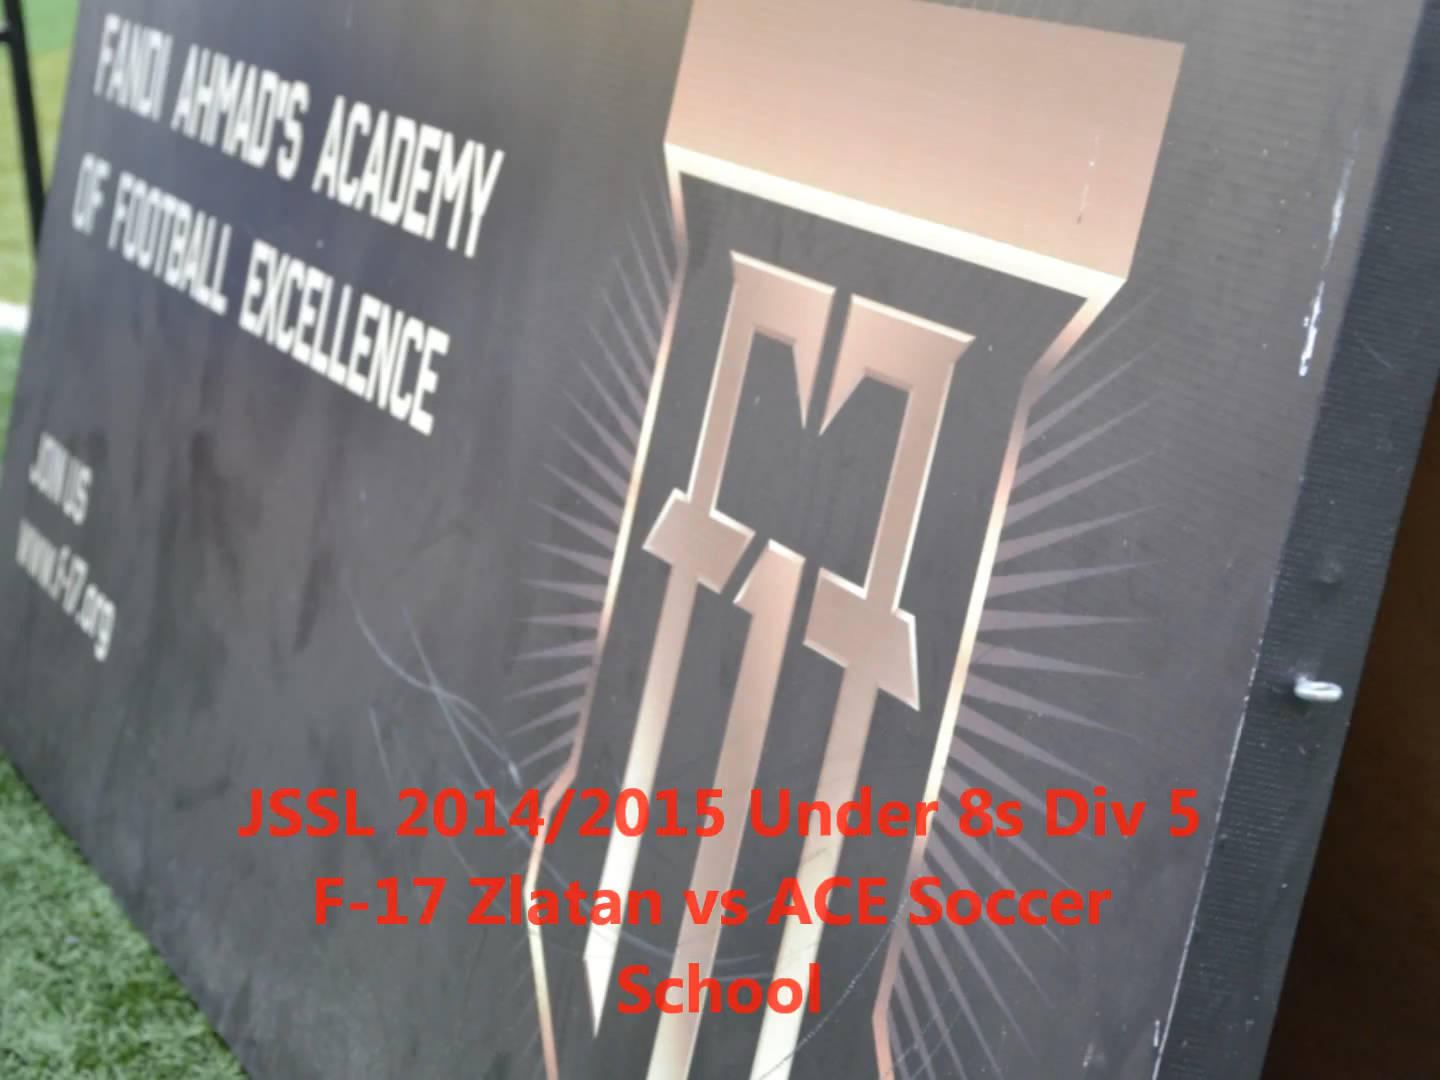 FANDI AHMAD'S ACADEMY
OF FOOTBALL EXCELLENCE
JOIN US
www.f-17.org
JSSL 2014/2015 Under 8s Div 5
F-17 Zlatan vs ACE Soccer
School